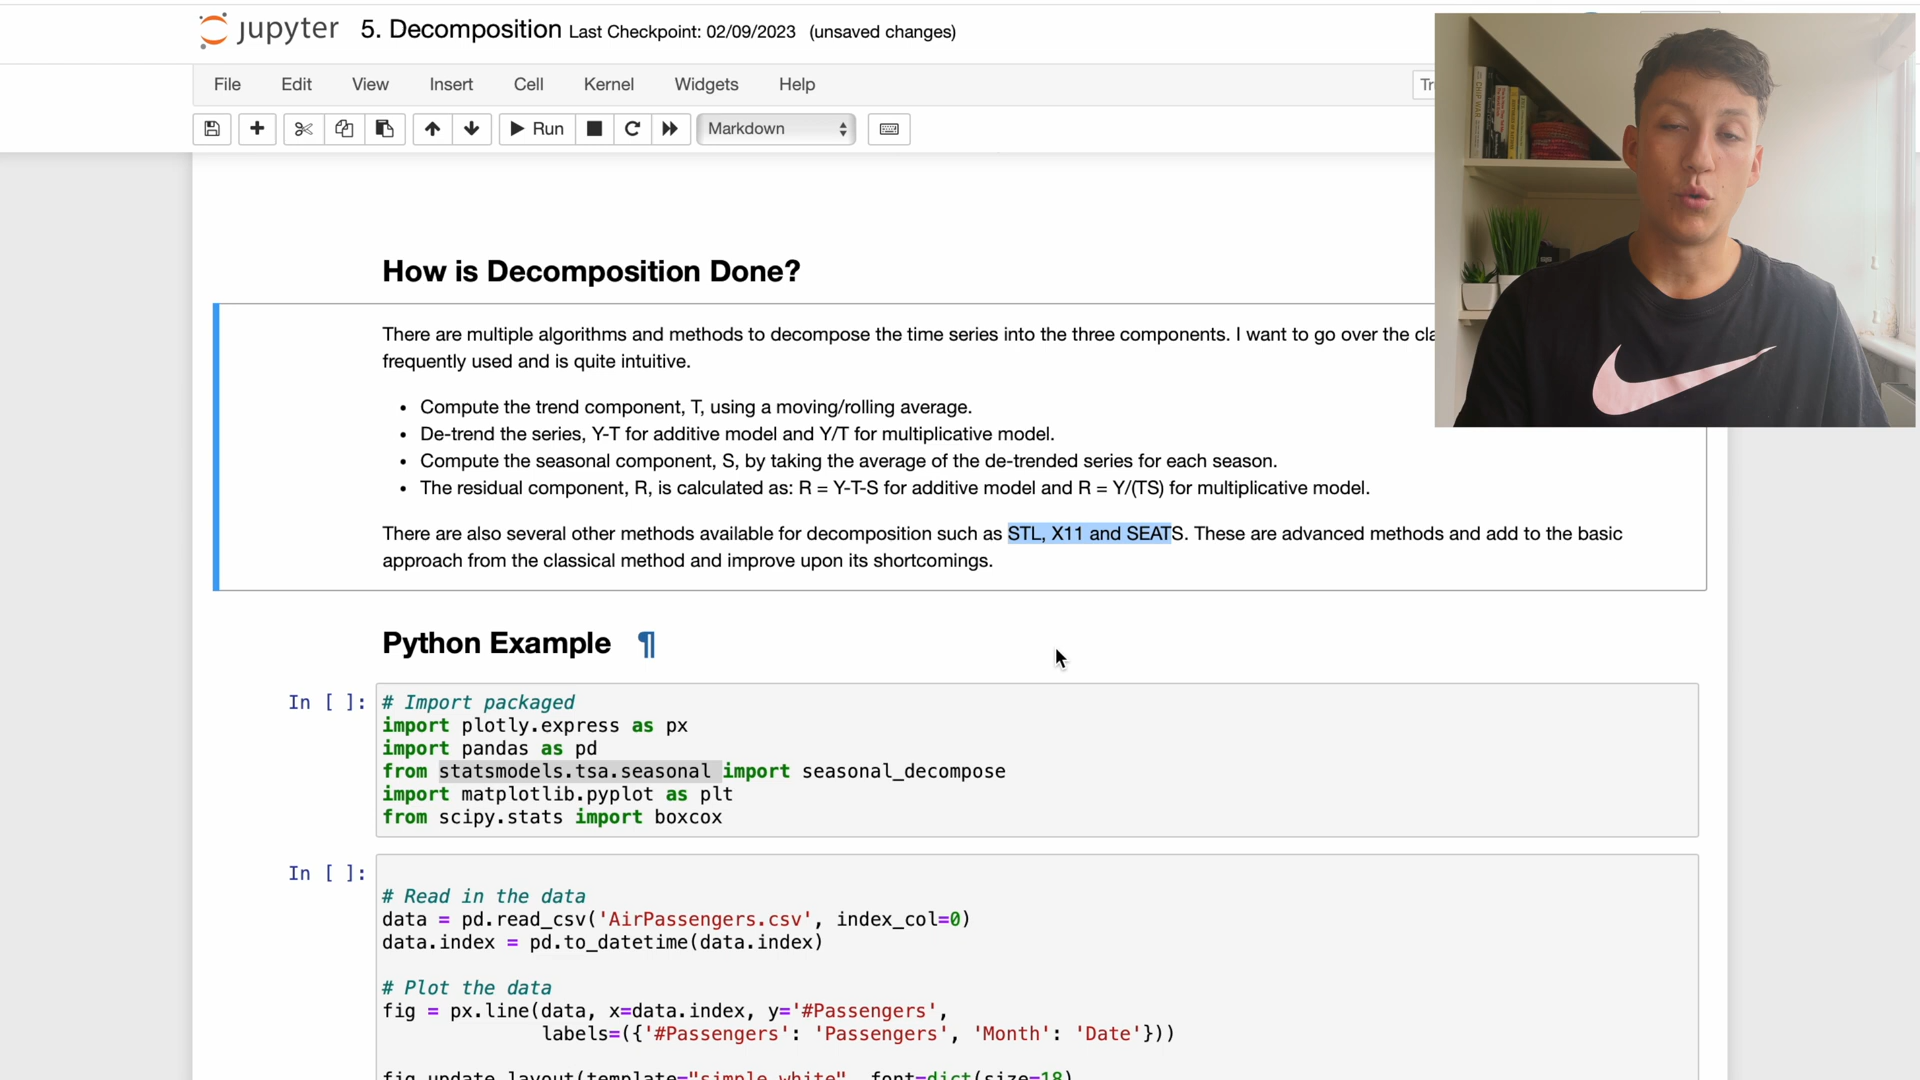 jupyter 5. Decomposition Last Checkpoint: 02/09/2023 (unsaved changes)
File Edit View Insert Cell Kernel Widgets Help
Run Markdown
How is Decomposition Done?
There are multiple algorithms and methods to decompose the time series into the three components. I want to go over the
frequently used and is quite intuitive.
• Compute the trend component, T, using a moving/rolling average.
• De-trend the series, Y-T for additive model and Y/T for multiplicative model.
• Compute the seasonal component, S, by taking the average of the de-trended series for each season.
• The residual component, R, is calculated as: R = Y-T-S for additive model and R = Y/(TS) for multiplicative model.
There are also several other methods available for decomposition such as STL, X11 and SEATS. These are advanced methods and add to the basic
approach from the classical method and improve upon its shortcomings.
Python Example ¶
In [ ]: # Import packaged
import plotly.express as px
import pandas as pd
from statsmodels.tsa.seasonal import seasonal_decompose
import matplotlib.pyplot as plt
from scipy.stats import boxcox
In [ ]:
# Read in the data
data = pd.read_csv('AirPassengers.csv', index_col=0)
data.index = pd.to_datetime(data.index)
# Plot the data
fig = px.line(data, x=data.index, y='#Passengers',
labels=({'#Passengers': 'Passengers', 'Month': 'Date'}))
fig.update_layout(template="simple_white", font=dict(size=18)
CHIP WAR